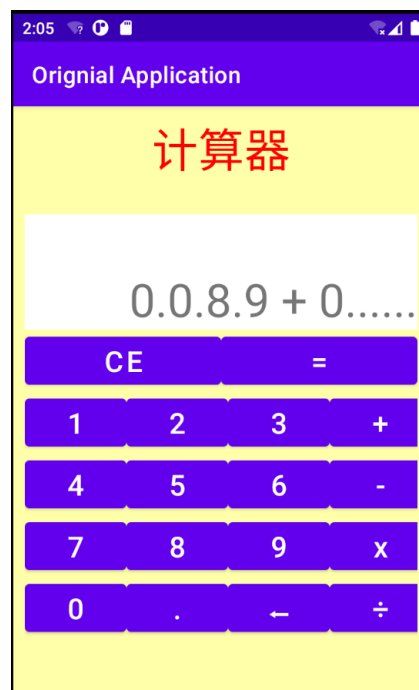 2:05
Orignial Application
计算器
0.0.8.9 + 0......
CE =
1 2 3 +
4 5 6 -
7 8 9 x
0 . ← ÷